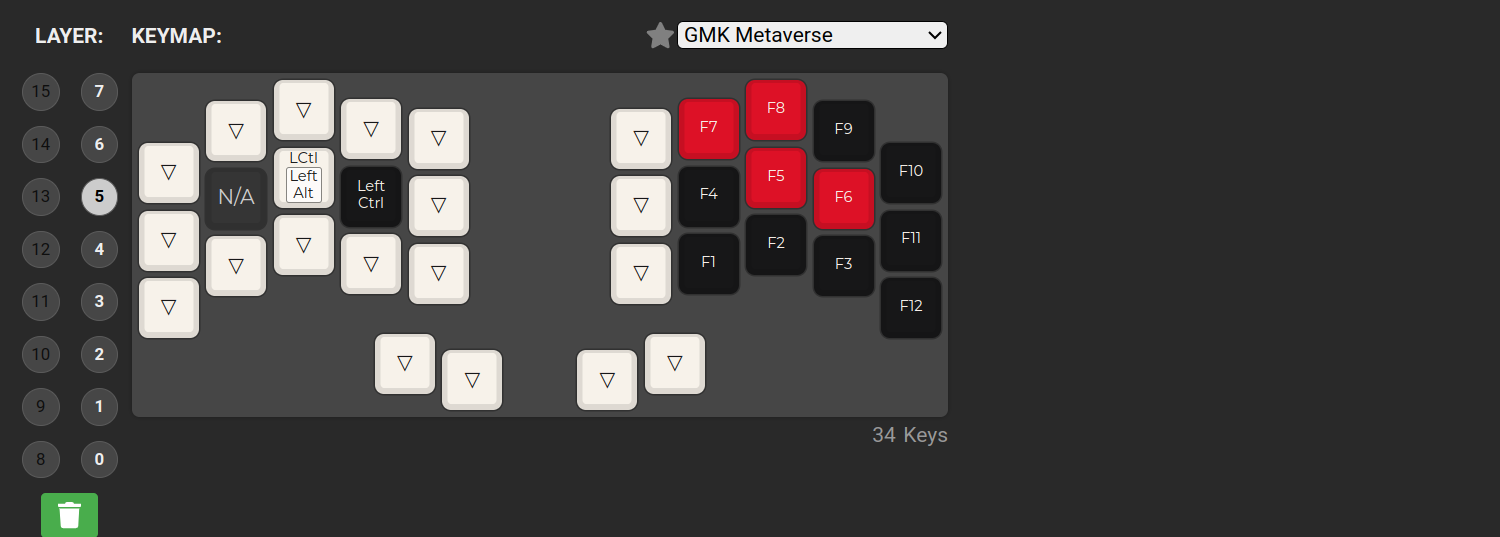 LAYER: KEYMAP: GMK Metaverse
15 7
14 6
13 5
12 4
11 3
10 2
9 1
8 0
▽ ▽ ▽ ▽ ▽ ▽ F7 F8 F9 F10
▽ N/A LCtl Left Alt Left Ctrl ▽ ▽ F4 F5 F6 F11
▽ ▽ ▽ ▽ ▽ ▽ F1 F2 F3 F12
▽ ▽ ▽ ▽
34 Keys